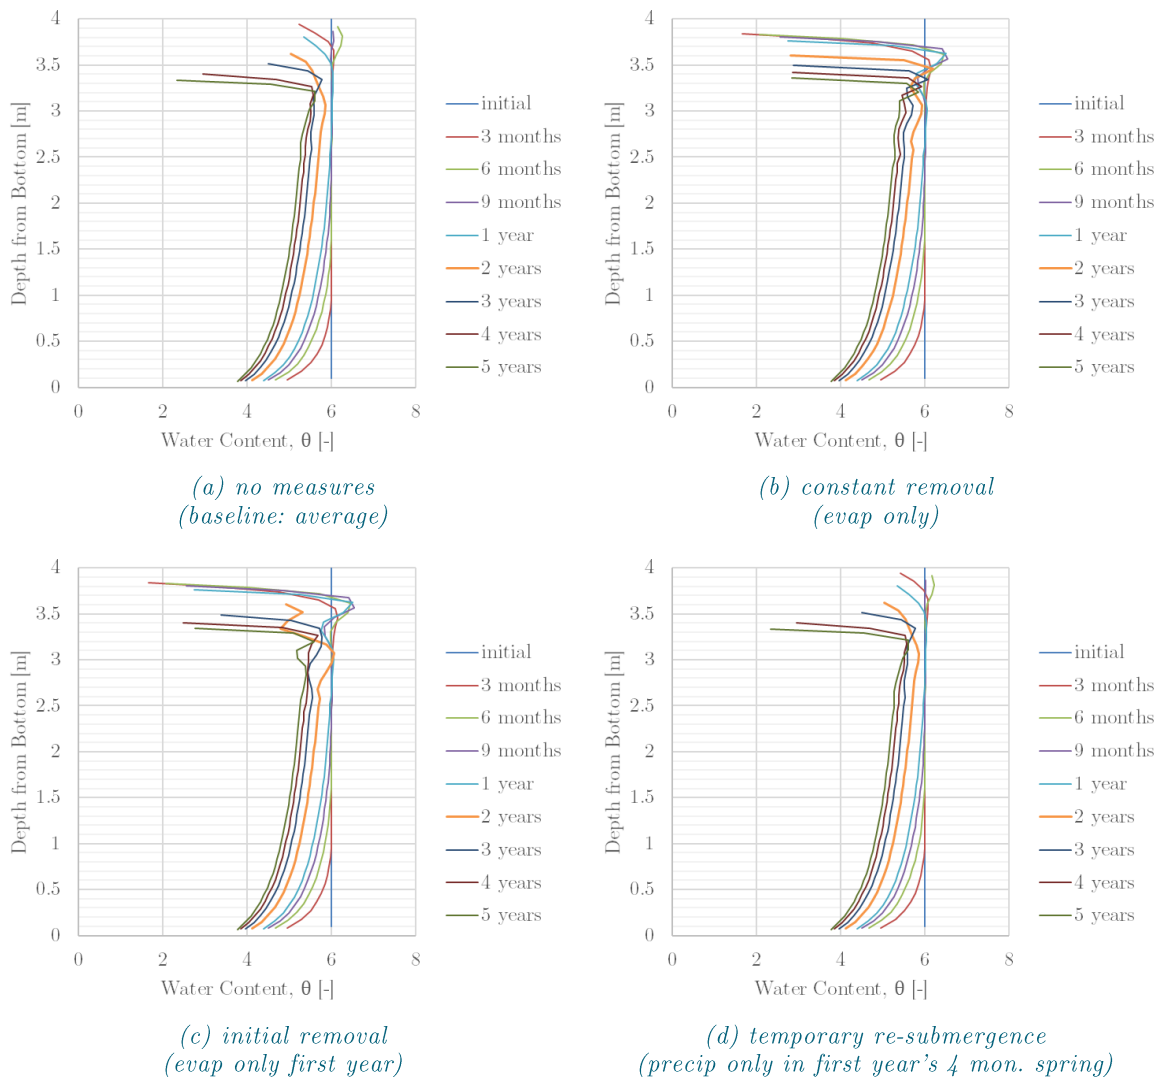 4
3.5
3
2.5
2
1.5
1
0.5
0
Depth from Bottom [m]
0 2 4 6 8
Water Content, θ [-]
initial
3 months
6 months
9 months
1 year
2 years
3 years
4 years
5 years
(a) no measures
(baseline: average)
4
3.5
3
2.5
2
1.5
1
0.5
0
Depth from Bottom [m]
0 2 4 6 8
Water Content, θ [-]
initial
3 months
6 months
9 months
1 year
2 years
3 years
4 years
5 years
(b) constant removal
(evap only)
4
3.5
3
2.5
2
1.5
1
0.5
0
Depth from Bottom [m]
0 2 4 6 8
Water Content, θ [-]
initial
3 months
6 months
9 months
1 year
2 years
3 years
4 years
5 years
(c) initial removal
(evap only first year)
4
3.5
3
2.5
2
1.5
1
0.5
0
Depth from Bottom [m]
0 2 4 6 8
Water Content, θ [-]
initial
3 months
6 months
9 months
1 year
2 years
3 years
4 years
5 years
(d) temporary re-submergence
(precip only in first year's 4 mon. spring)